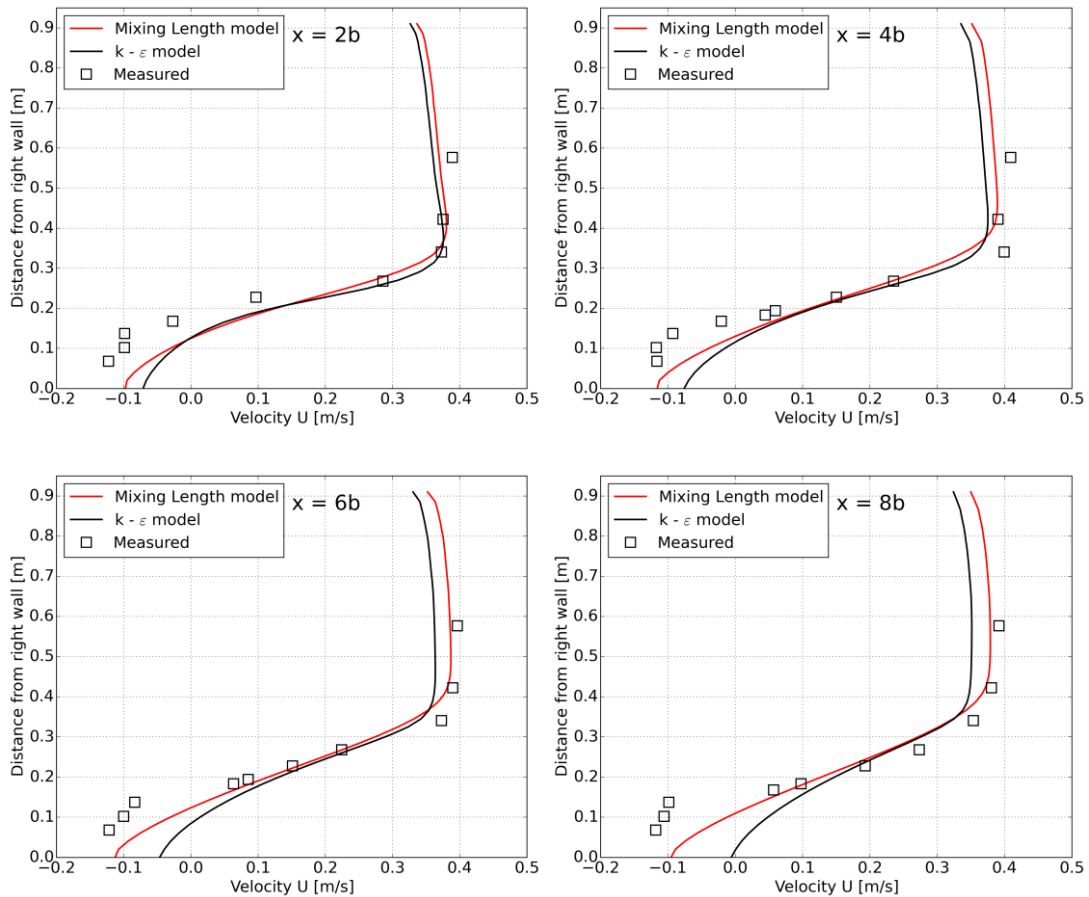 Mixing Length model
k - ε model
Measured
x = 2b
0.9
0.8
0.7
0.6
0.5
0.4
0.3
0.2
0.1
0.0
Distance from right wall [m]
−0.2 −0.1 0.0 0.1 0.2 0.3 0.4 0.5
Velocity U [m/s]
Mixing Length model
k - ε model
Measured
x = 4b
0.9
0.8
0.7
0.6
0.5
0.4
0.3
0.2
0.1
0.0
Distance from right wall [m]
−0.2 −0.1 0.0 0.1 0.2 0.3 0.4 0.5
Velocity U [m/s]
Mixing Length model
k - ε model
Measured
x = 6b
0.9
0.8
0.7
0.6
0.5
0.4
0.3
0.2
0.1
0.0
Distance from right wall [m]
−0.2 −0.1 0.0 0.1 0.2 0.3 0.4 0.5
Velocity U [m/s]
Mixing Length model
k - ε model
Measured
x = 8b
0.9
0.8
0.7
0.6
0.5
0.4
0.3
0.2
0.1
0.0
Distance from right wall [m]
−0.2 −0.1 0.0 0.1 0.2 0.3 0.4 0.5
Velocity U [m/s]